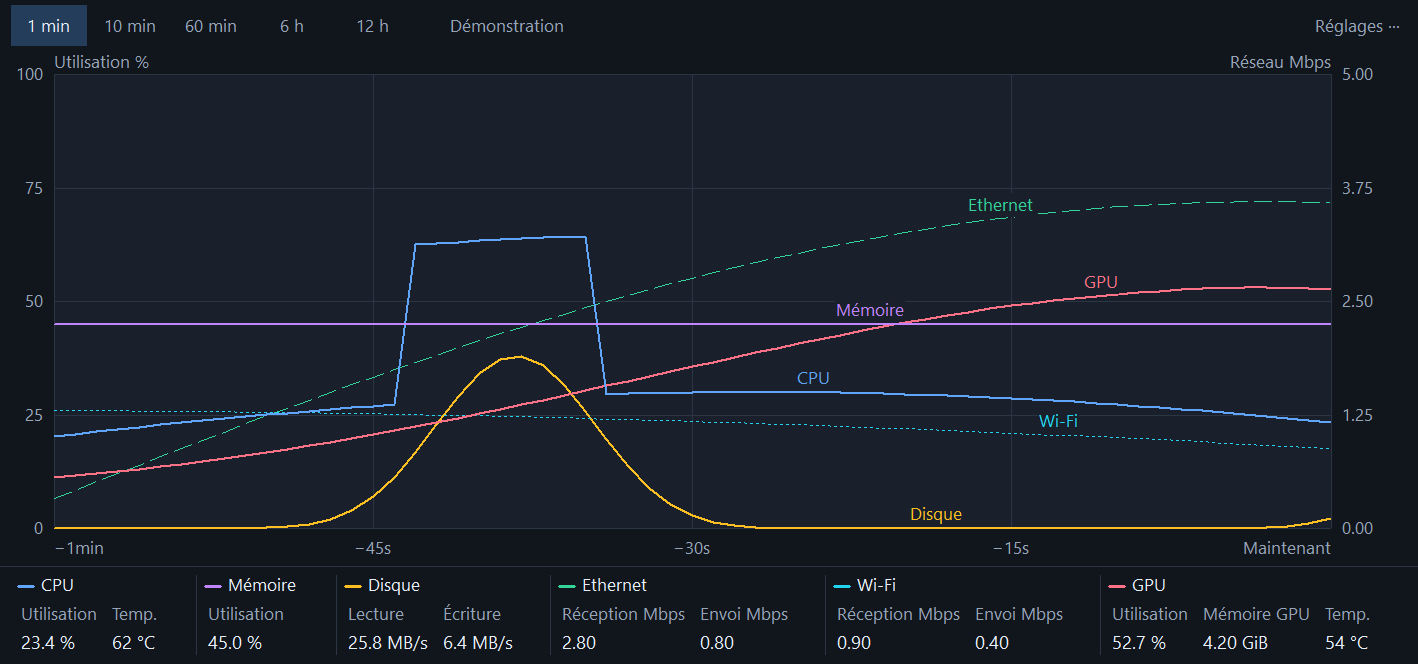 1 min 10 min 60 min 6 h 12 h Démonstration Réglages ···
Utilisation % Réseau Mbps
100 5.00
75 3.75
Ethernet
GPU
50 2.50
Mémoire
CPU
25 1.25
Wi-Fi
Disque
0 0.00
−1min −45s −30s −15s Maintenant
CPU Mémoire Disque Ethernet Wi-Fi GPU
Utilisation Temp. Utilisation Lecture Écriture Réception Mbps Envoi Mbps Réception Mbps Envoi Mbps Utilisation Mémoire GPU Temp.
23.4 % 62 °C 45.0 % 25.8 MB/s 6.4 MB/s 2.80 0.80 0.90 0.40 52.7 % 4.20 GiB 54 °C